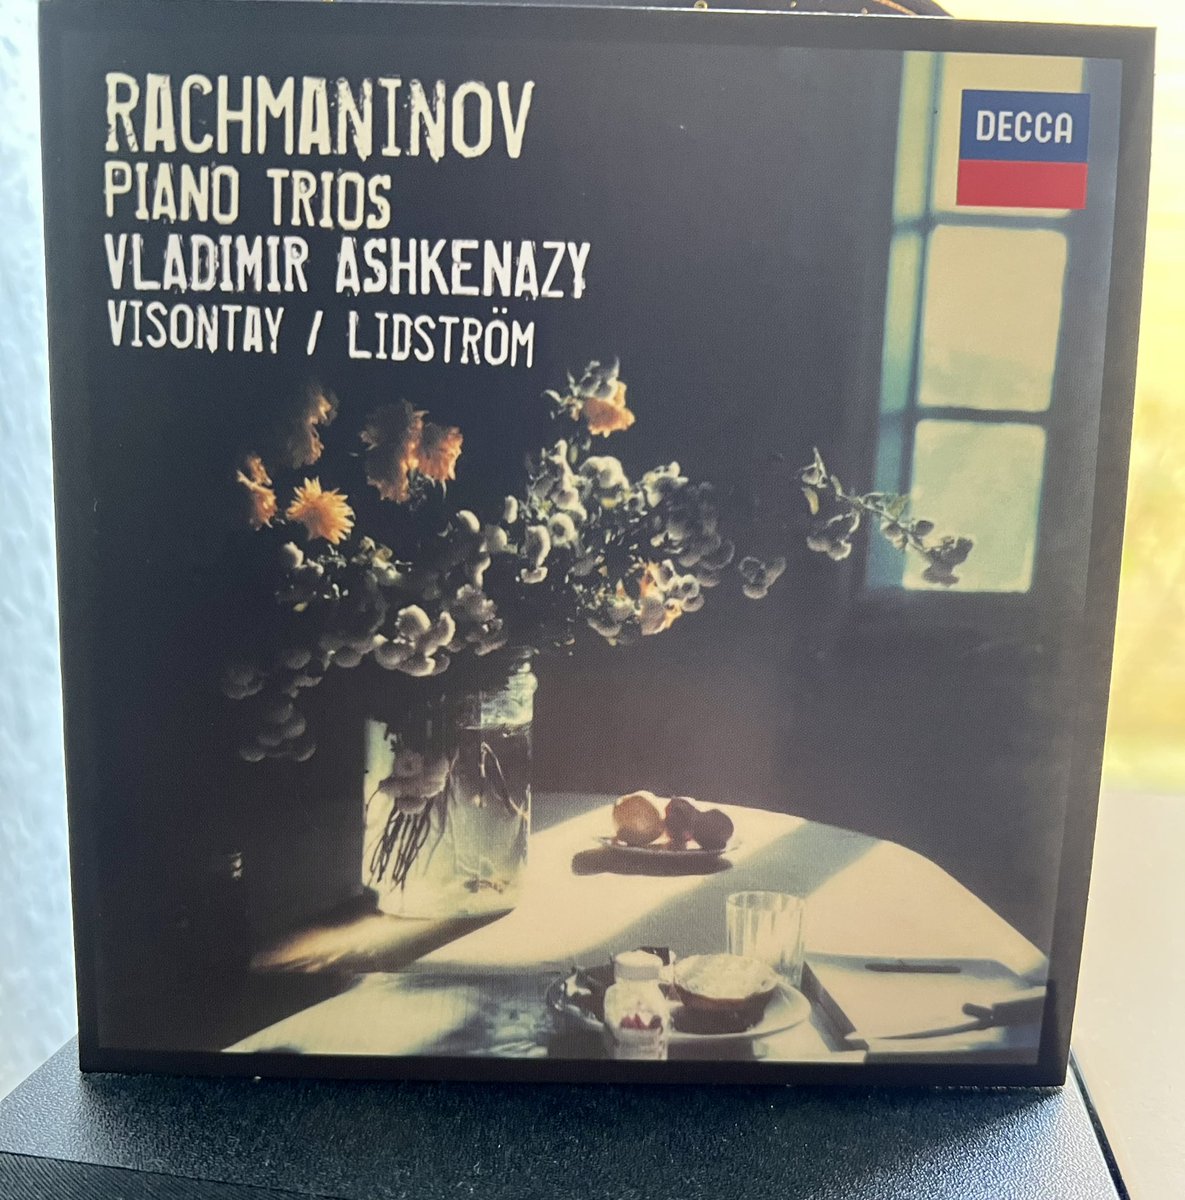 RACHMANINOV
PIANO TRIOS
VLADIMIR ASHKENAZY
VISONTAY / LIDSTRÖM
DECCA